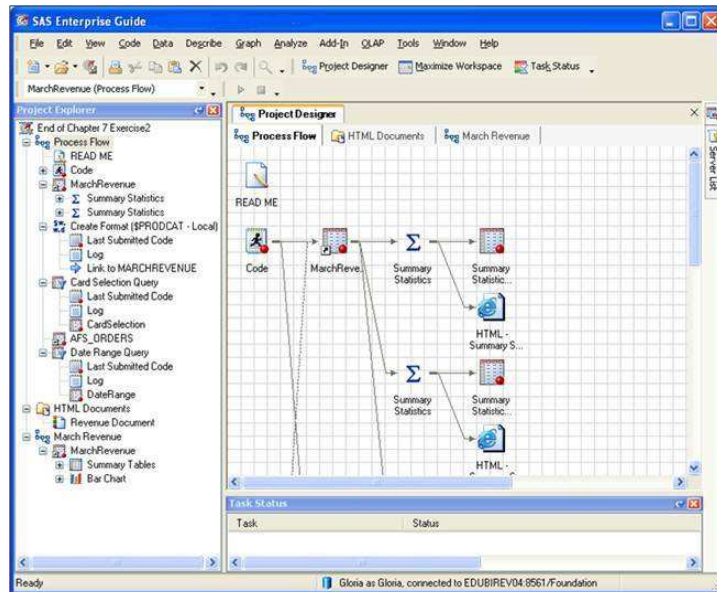 SAS Enterprise Guide
File Edit View Code Data Describe Graph Analyze Add-In OLAP Tools Window Help
Project Designer Maximize Workspace Task Status
MarchRevenue (Process Flow)
Project Explorer
End of Chapter 7 Exercise2
Process Flow
READ ME
Code
MarchRevenue
Summary Statistics
Summary Statistics
Create Format ($PRODCAT - Local)
Last Submitted Code
Log
Link to MARCHREVENUE
Card Selection Query
Last Submitted Code
Log
CardSelection
AFS_ORDERS
Date Range Query
Last Submitted Code
Log
DateRange
HTML Documents
Revenue Document
March Revenue
MarchRevenue
Summary Tables
Bar Chart
Project Designer
Process Flow HTML Documents March Revenue
READ ME
Code
MarchReve...
Summary
Statistics
Summary
Statistic...
HTML -
Summary S...
Summary
Statistics
Summary
Statistic...
HTML -
Server List
Task Status
Task Status
Ready
Gloria as Gloria, connected to EDUBIREV04:8561/Foundation